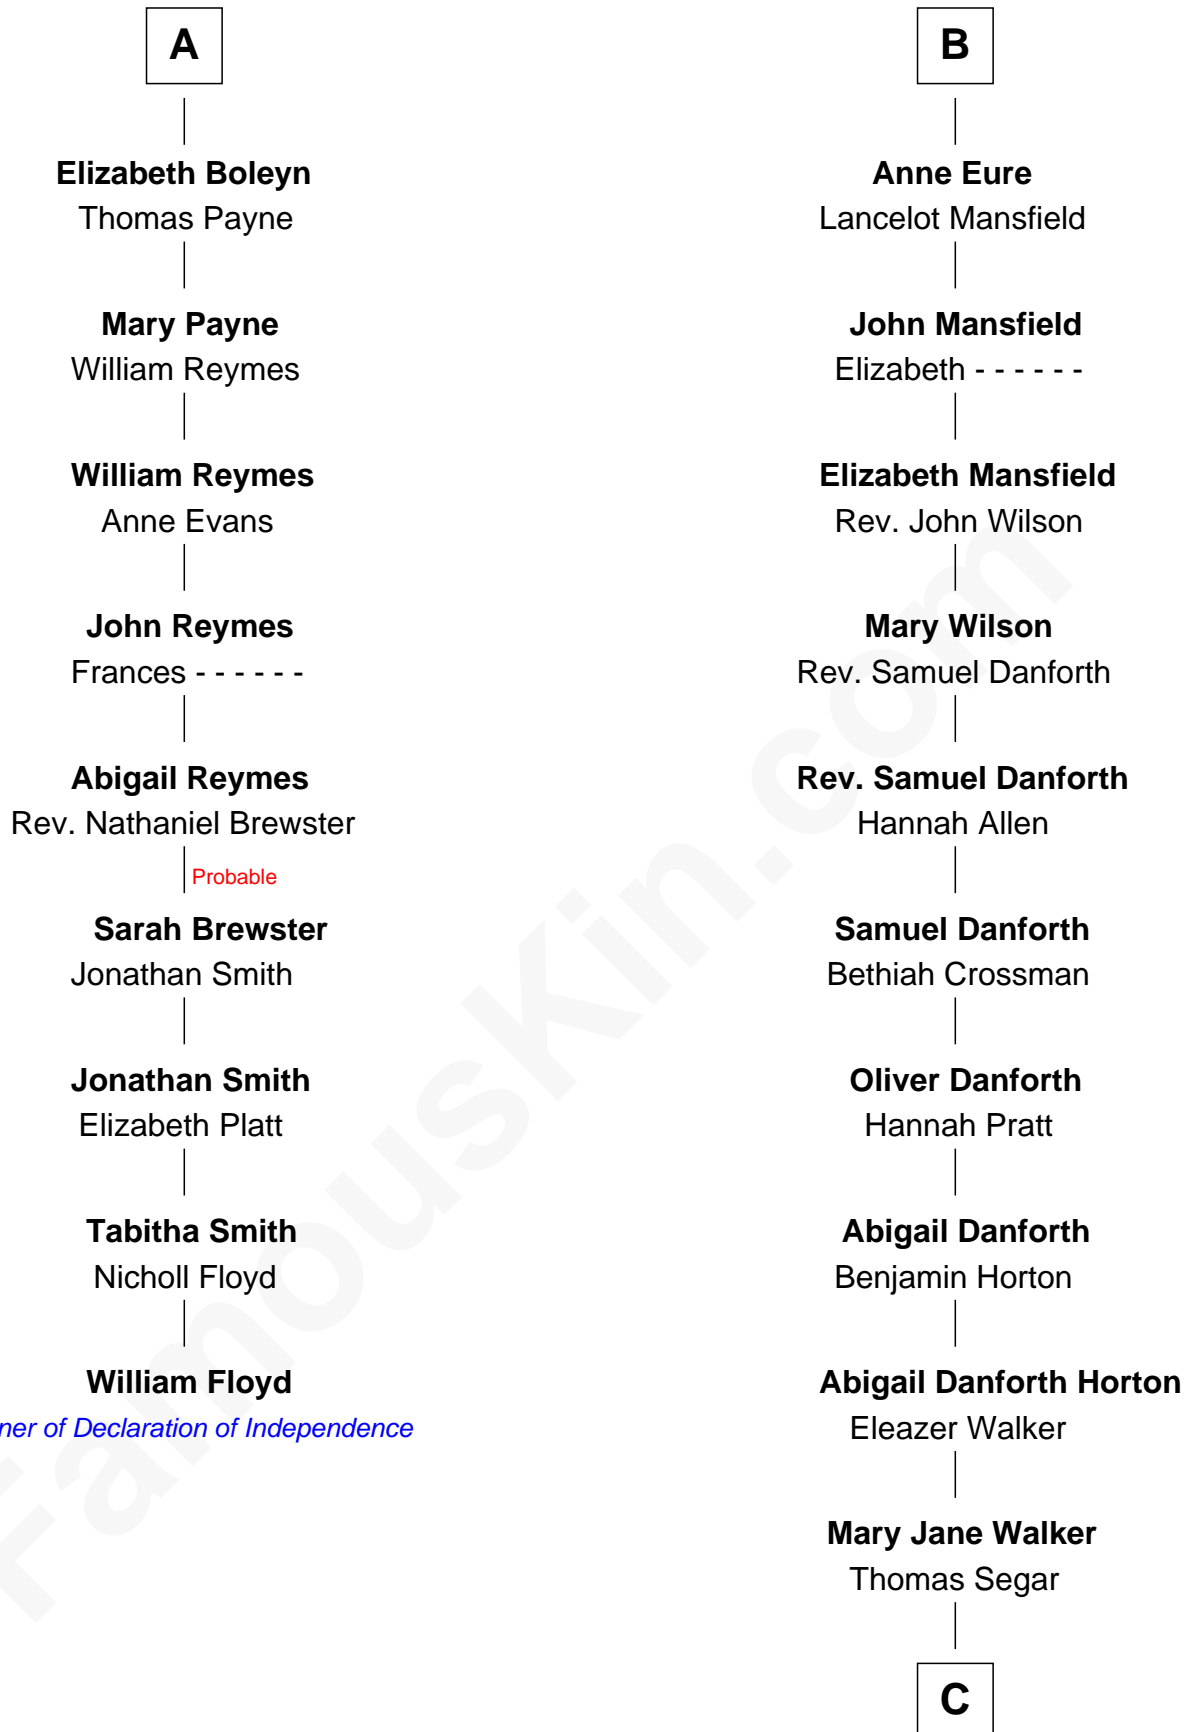 A
Elizabeth Boleyn
Thomas Payne
Mary Payne
William Reymes
William Reymes
Anne Evans
John Reymes
Frances - - - - - -
Abigail Reymes
Rev. Nathaniel Brewster
Probable
Sarah Brewster
Jonathan Smith
Jonathan Smith
Elizabeth Platt
Tabitha Smith
Nicholl Floyd
William Floyd
ner of Declaration of Independence
B
Anne Eure
Lancelot Mansfield
John Mansfield
Elizabeth - - - - - -
Elizabeth Mansfield
Rev. John Wilson
Mary Wilson
Rev. Samuel Danforth
Rev. Samuel Danforth
Hannah Allen
Samuel Danforth
Bethiah Crossman
Oliver Danforth
Hannah Pratt
Abigail Danforth
Benjamin Horton
Abigail Danforth Horton
Eleazer Walker
Mary Jane Walker
Thomas Segar
C
FamousKin.com